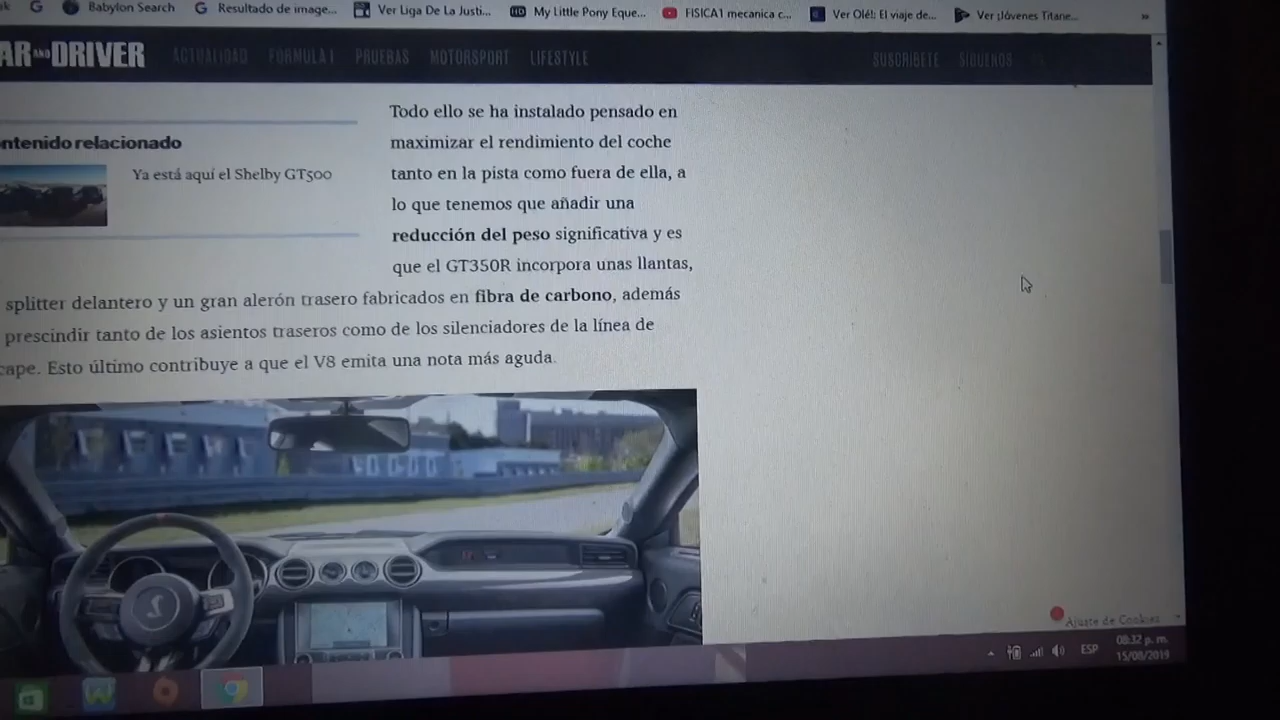 G
Babylon Search
Resultado de image...
Ver Liga De La Justi...
My Little Pony Eque...
FISICA1 mecanica c...
Ver Olé!: El viaje de...
Ver ¡Jóvenes Titane...
»
AR AND DRIVER
ACTUALIDAD
FORMULA 1
PRUEBAS
MOTORSPORT
LIFESTYLE
SUSCRÍBETE
SÍGUENOS
ntenido relacionado
Ya está aquí el Shelby GT500
Todo ello se ha instalado pensado en
maximizar el rendimiento del coche
tanto en la pista como fuera de ella, a
lo que tenemos que añadir una
reducción del peso significativa y es
que el GT350R incorpora unas llantas,
splitter delantero y un gran alerón trasero fabricados en fibra de carbono, además
prescindir tanto de los asientos traseros como de los silenciadores de la línea de
cape. Esto último contribuye a que el V8 emita una nota más aguda.
Ajuste de Cookies
ESP
08:32 p. m.
15/08/2019